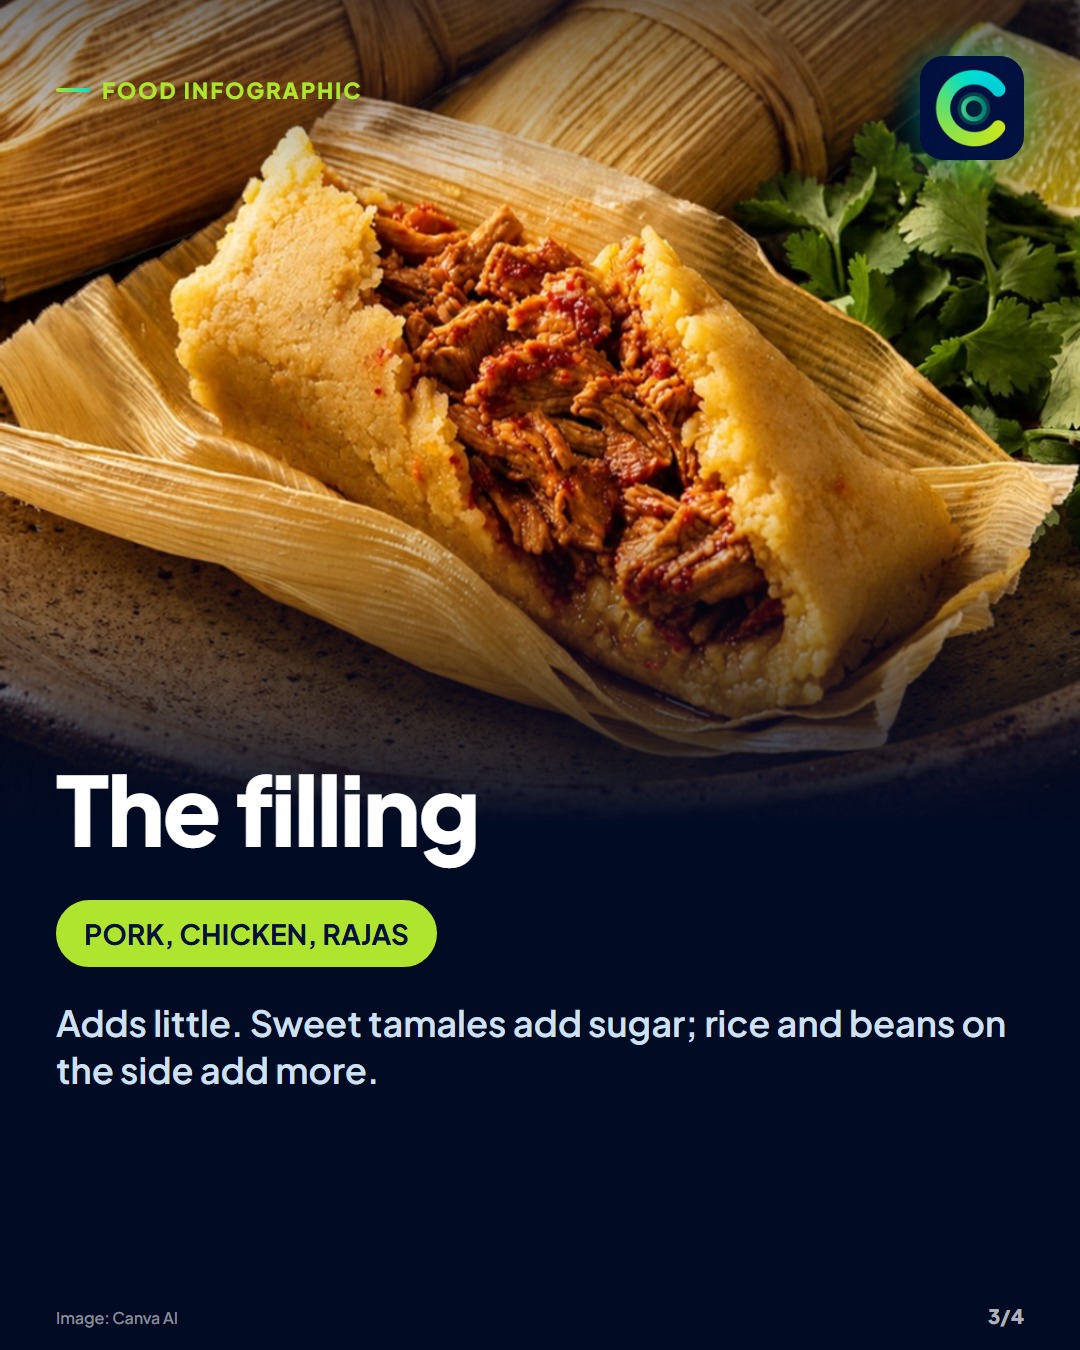 FOOD INFOGRAPHIC
The filling
PORK, CHICKEN, RAJAS
Adds little. Sweet tamales add sugar; rice and beans on
the side add more.
Image: Canva AI
3/4